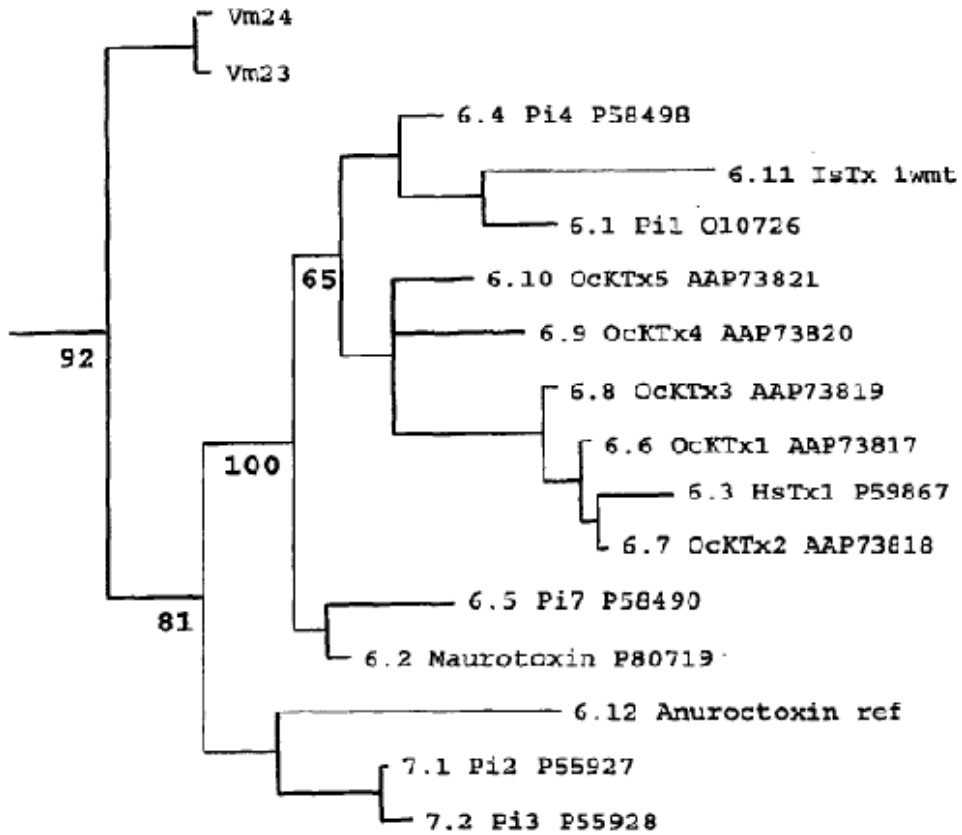 Vm24
Vm23
6.4 Pi4 P58498
6.11 IsTx 1wmt
6.1 Pi1 Q10726
65
6.10 OcKTx5 AAP73821
6.9 OcKTx4 AAP73820
92
6.8 OcKTx3 AAP73819
6.6 OcKTx1 AAP73817
100
6.3 HsTx1 P59867
6.7 OcKTx2 AAP73818
6.5 Pi7 P58490
81
6.2 Maurotoxin P80719
6.12 Anuroctoxin ref
7.1 Pi2 P55927
7.2 Pi3 P55928